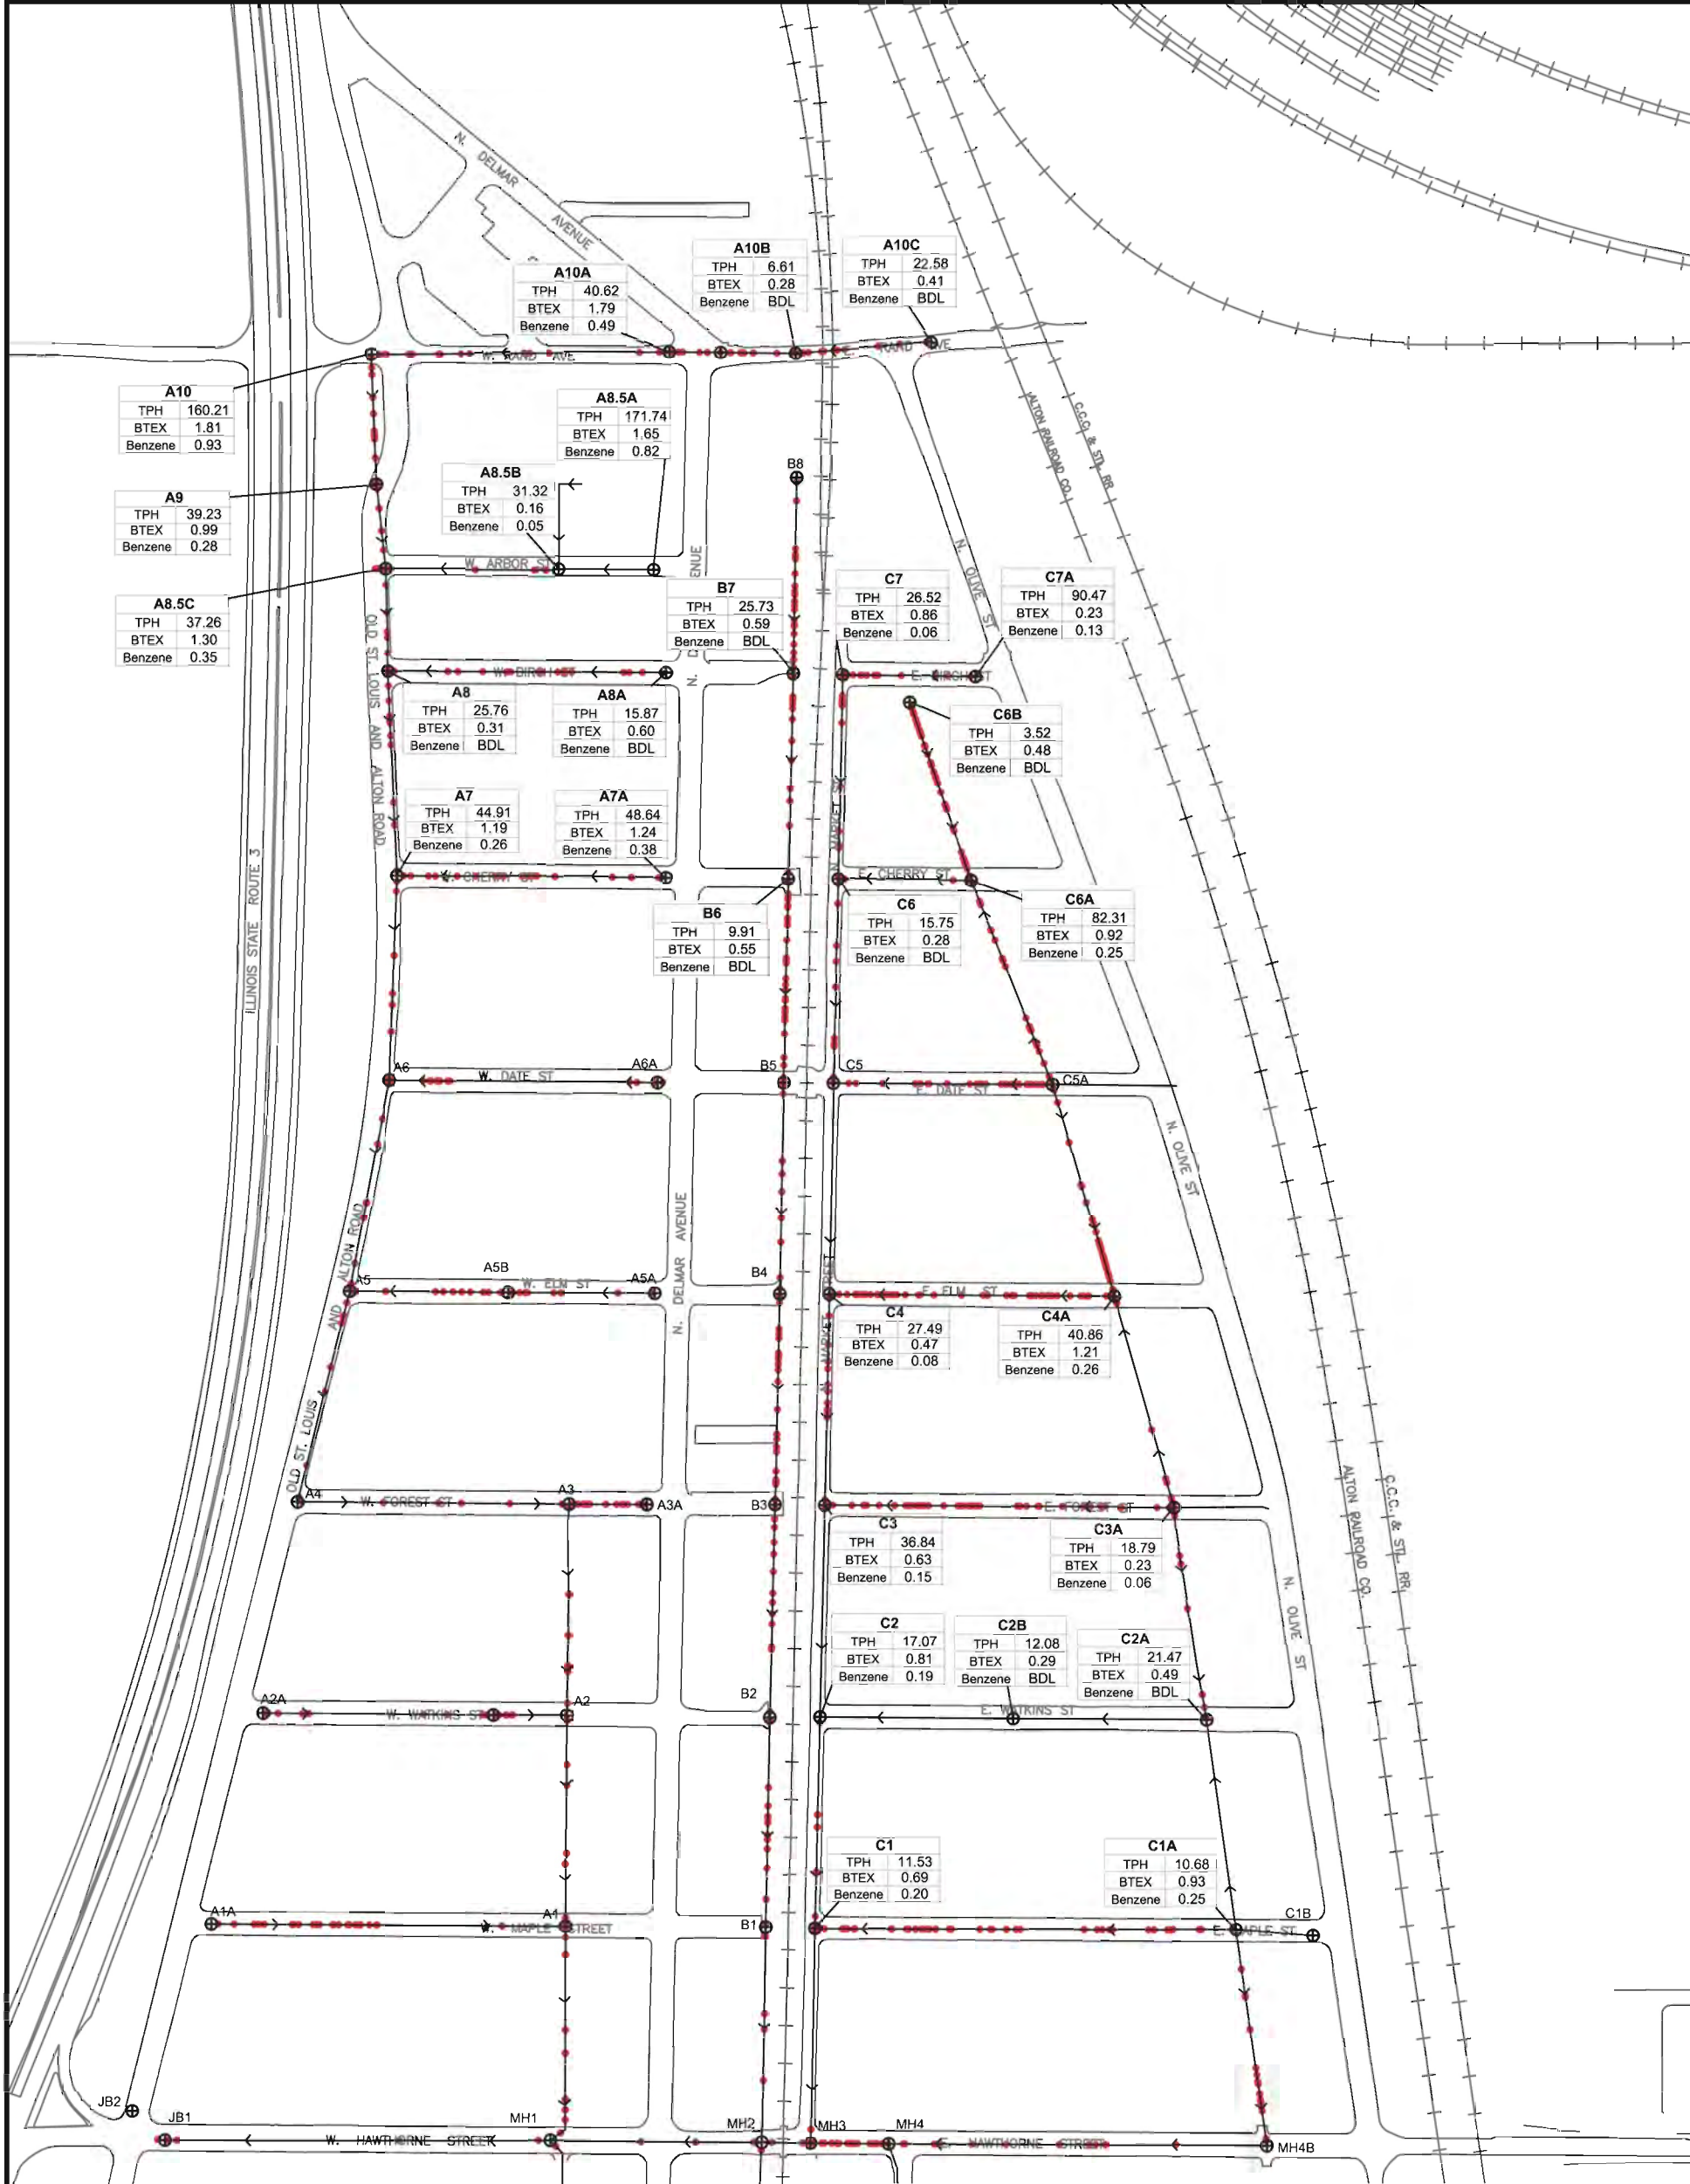 N. DELMAR AVENUE
A10B
TPH 6.61
BTEX 0.28
Benzene BDL
A10C
TPH 22.58
BTEX 0.41
Benzene BDL
A10A
TPH 40.62
BTEX 1.79
Benzene 0.49
W. RAND AVE
E. RAND AVE
A10
TPH 160.21
BTEX 1.81
Benzene 0.93
A8.5A
TPH 171.74
BTEX 1.65
Benzene 0.82
ALTON RAILROAD CO.
C.C.C. & STL. RR
A8.5B
TPH 31.32
BTEX 0.16
Benzene 0.05
B8
A9
TPH 39.23
BTEX 0.99
Benzene 0.28
W. ARBOR ST
N. OLIVE ST
A8.5C
TPH 37.26
BTEX 1.30
Benzene 0.35
B7
TPH 25.73
BTEX 0.59
Benzene BDL
C7
TPH 26.52
BTEX 0.86
Benzene 0.06
C7A
TPH 90.47
BTEX 0.23
Benzene 0.13
N. D
ENUE
OLD ST. LOUIS AND ALTON ROAD
W. BIRCH ST
E. BIRCH ST
A8
TPH 25.76
BTEX 0.31
Benzene BDL
A8A
TPH 15.87
BTEX 0.60
Benzene BDL
C6B
TPH 3.52
BTEX 0.48
Benzene BDL
A7
TPH 44.91
BTEX 1.19
Benzene 0.26
A7A
TPH 48.64
BTEX 1.24
Benzene 0.38
N. MARKET ST
W. CHERRY ST
E. CHERRY ST
ILLINOIS STATE ROUTE 3
B6
TPH 9.91
BTEX 0.55
Benzene BDL
C6
TPH 15.75
BTEX 0.28
Benzene BDL
C6A
TPH 82.31
BTEX 0.92
Benzene 0.25
A6
W. DATE ST
A6A
B5
C5
E. DATE ST
C5A
N. OLIVE ST
N. DELMAR AVENUE
A5
A5B
W. ELM ST
A5A
B4
E. ELM ST
MARKET STREET
OLD ST. LOUIS AND ALTON ROAD
C4
TPH 27.49
BTEX 0.47
Benzene 0.08
C4A
TPH 40.86
BTEX 1.21
Benzene 0.26
A4
W. FOREST ST
A3
A3A
B3
E. FOREST ST
ALTON RAILROAD CO.
C.C.C. & STL. RR
C3
TPH 36.84
BTEX 0.63
Benzene 0.15
C3A
TPH 18.79
BTEX 0.23
Benzene 0.06
N. OLIVE ST
C2
TPH 17.07
BTEX 0.81
Benzene 0.19
C2B
TPH 12.08
BTEX 0.29
Benzene BDL
C2A
TPH 21.47
BTEX 0.49
Benzene BDL
A2A
W. WATKINS ST
A2
B2
E. WATKINS ST
C1
TPH 11.53
BTEX 0.69
Benzene 0.20
C1A
TPH 10.68
BTEX 0.93
Benzene 0.25
A1A
A1
W. MAPLE STREET
B1
E. MAPLE ST.
C1B
JB2
JB1
MH1
W. HAWTHORNE STREET
MH2
MH3
MH4
E. HAWTHORNE STREET
MH4B